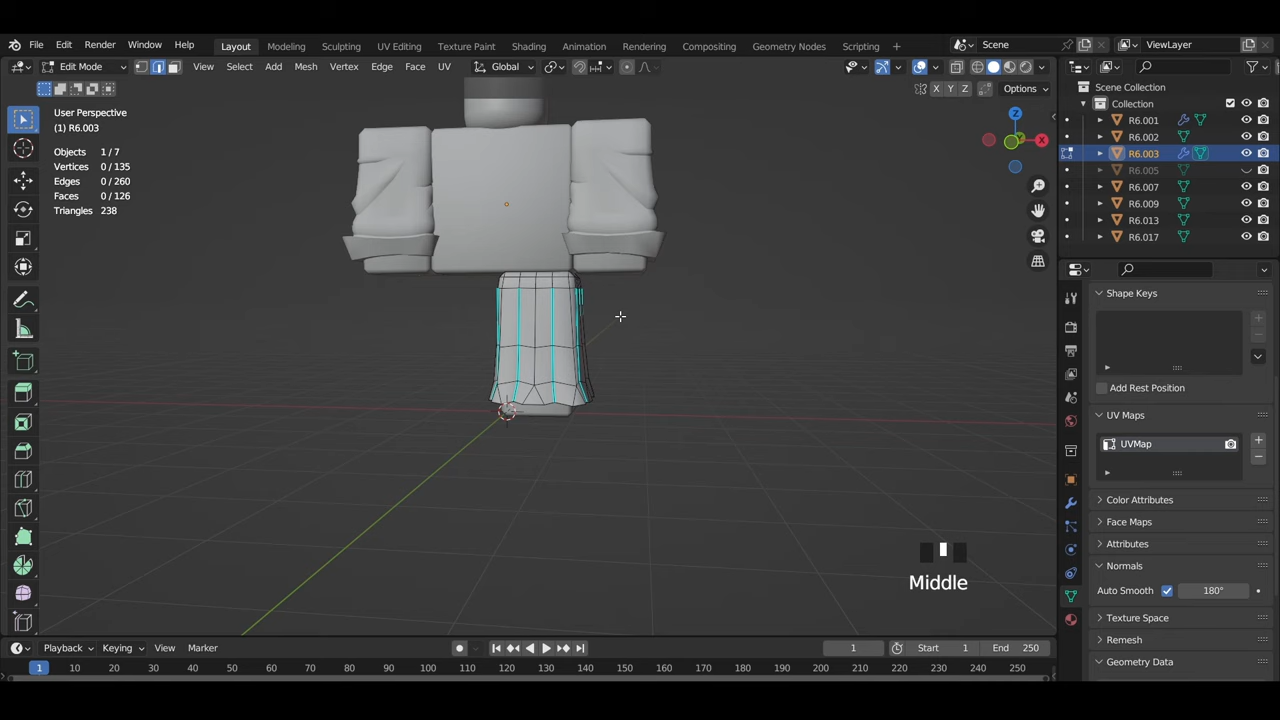 File Edit Render Window Help Layout Modeling Sculpting UV Editing Texture Paint Shading Animation Rendering Compositing Geometry Nodes Scripting + Scene ViewLayer
Edit Mode View Select Add Mesh Vertex Edge Face UV Global
X Y Z Options
User Perspective
(1) R6.003
Objects 1/7
Vertices 0/135
Edges 0/260
Faces 0/126
Triangles 238
Z
X
Y
Scene Collection
Collection
R6.001
R6.002
R6.003
R6.005
R6.007
R6.009
R6.013
R6.017
Shape Keys
Add Rest Position
UV Maps
UVMap
Color Attributes
Face Maps
Attributes
Normals
Auto Smooth 180°
Texture Space
Remesh
Geometry Data
Middle
Playback Keying View Marker 1 Start 1 End 250
1 10 20 30 40 50 60 70 80 90 100 110 120 130 140 150 160 170 180 190 200 210 220 230 240 250